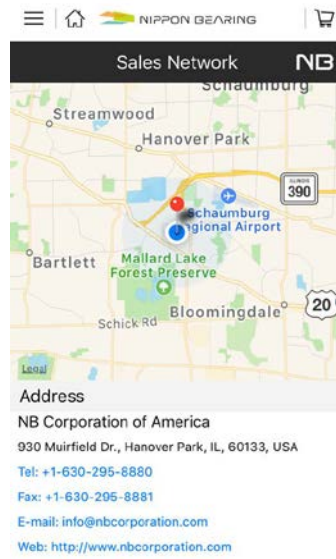 NIPPON BEARING
Sales Network NB
Schaumburg
Streamwood
Hanover Park
ILLINOIS
390
Schaumburg
Regional Airport
Bartlett
Mallard Lake
Forest Preserve
Bloomingdale
20
Schick Rd
Legal
Address
NB Corporation of America
930 Muirfield Dr., Hanover Park, IL, 60133, USA
Tel: +1-630-295-8880
Fax: +1-630-295-8881
E-mail: info@nbcorporation.com
Web: http://www.nbcorporation.com